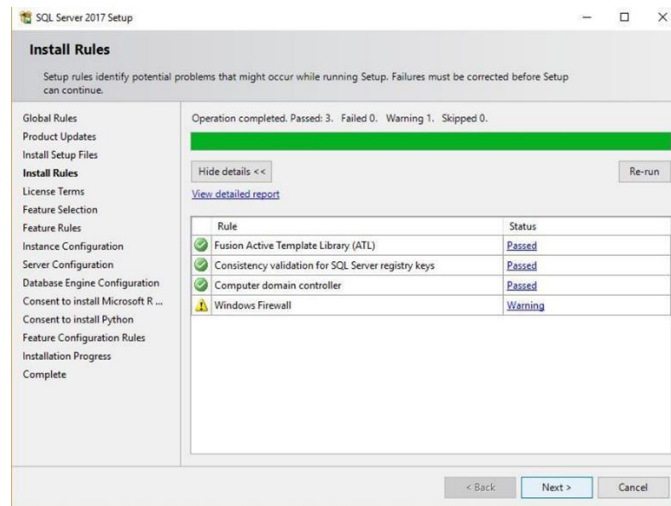 SQL Server 2017 Setup
Install Rules
Setup rules identify potential problems that might occur while running Setup. Failures must be corrected before Setup
can continue.
Global Rules
Product Updates
Install Setup Files
Install Rules
License Terms
Feature Selection
Feature Rules
Instance Configuration
Server Configuration
Database Engine Configuration
Consent to install Microsoft R ...
Consent to install Python
Feature Configuration Rules
Installation Progress
Complete
Operation completed. Passed: 3. Failed 0. Warning 1. Skipped 0.
Hide details <<
Re-run
View detailed report
Rule Status
Fusion Active Template Library (ATL) Passed
Consistency validation for SQL Server registry keys Passed
Computer domain controller Passed
Windows Firewall Warning
< Back Next > Cancel